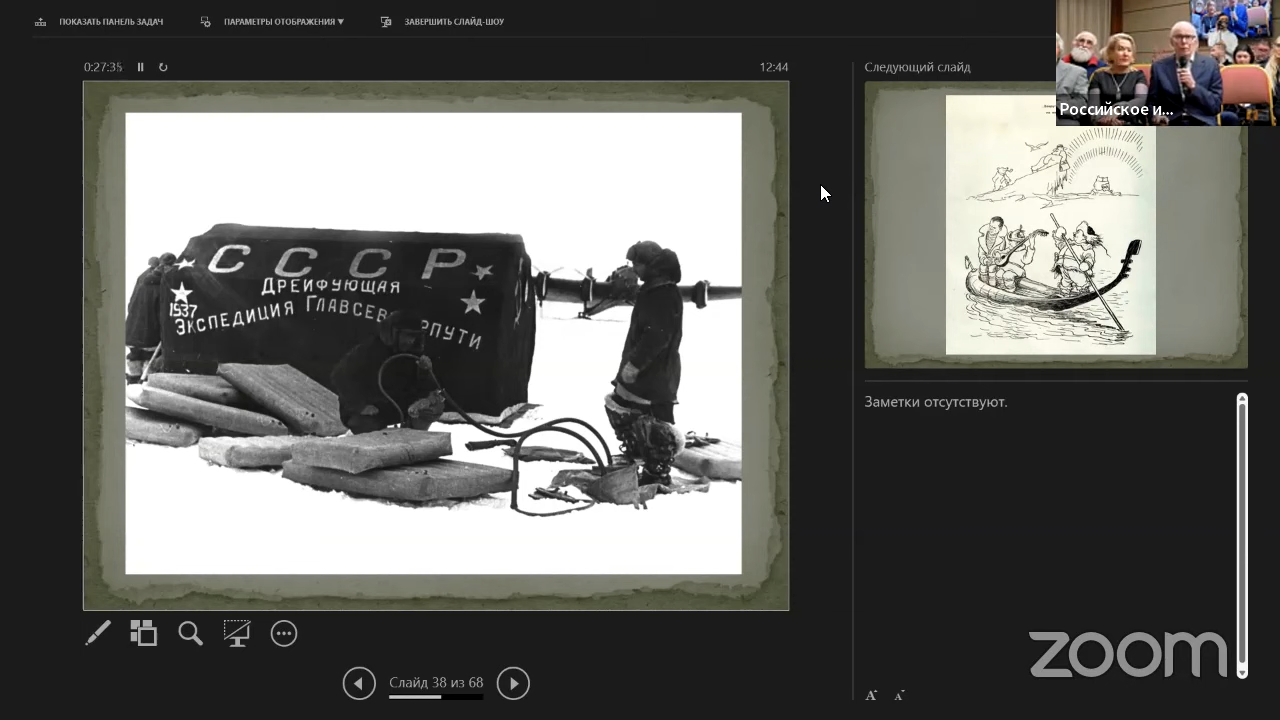 ПОКАЗАТЬ ПАНЕЛЬ ЗАДАЧ
ПАРАМЕТРЫ ОТОБРАЖЕНИЯ ▼
ЗАВЕРШИТЬ СЛАЙД-ШОУ
0:27:35
12:44
Следующий слайд
Российское и...
СССР
ДРЕЙФУЮЩАЯ
1937
ЭКСПЕДИЦИЯ ГЛАВСЕВ РПУТИ
Заметки отсутствуют.
Слайд 38 из 68
zoom